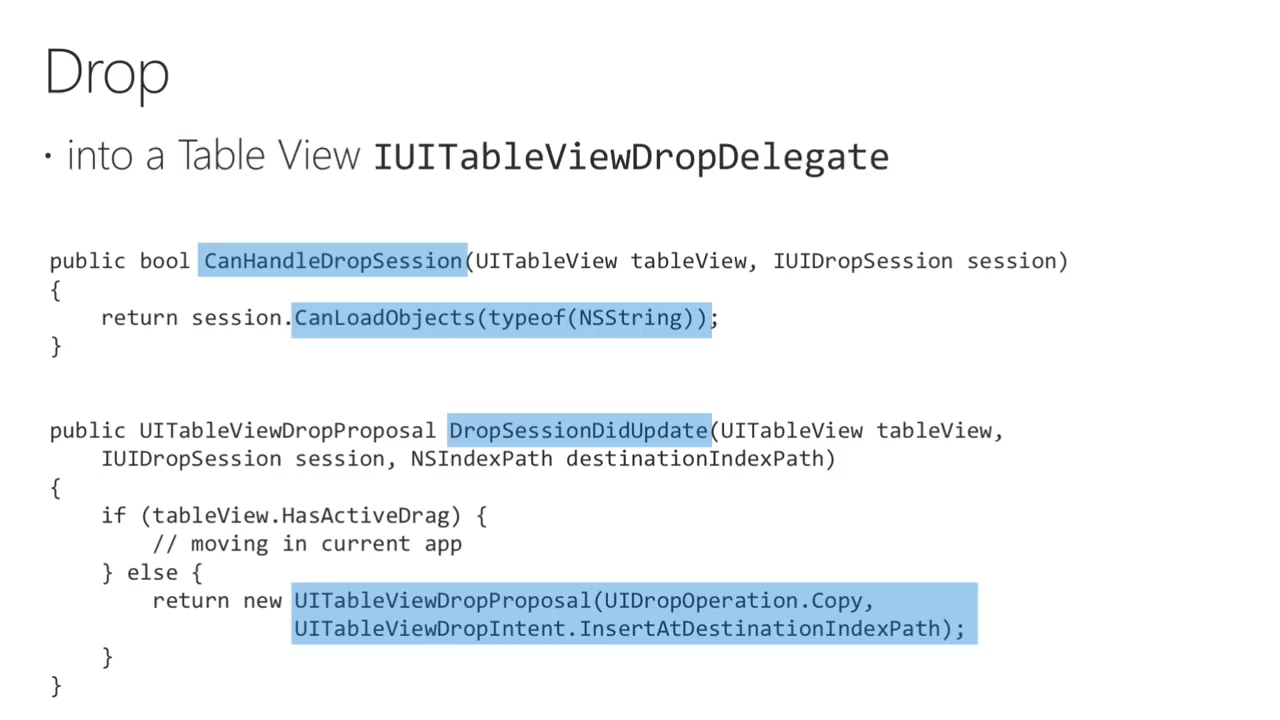 Drop
• into a Table View IUITableViewDropDelegate
public bool CanHandleDropSession(UITableView tableView, IUIDropSession session)
{
    return session.CanLoadObjects(typeof(NSString));
}
public UITableViewDropProposal DropSessionDidUpdate(UITableView tableView,
    IUIDropSession session, NSIndexPath destinationIndexPath)
{
    if (tableView.HasActiveDrag) {
        // moving in current app
    } else {
        return new UITableViewDropProposal(UIDropOperation.Copy,
                   UITableViewDropIntent.InsertAtDestinationIndexPath);
    }
}